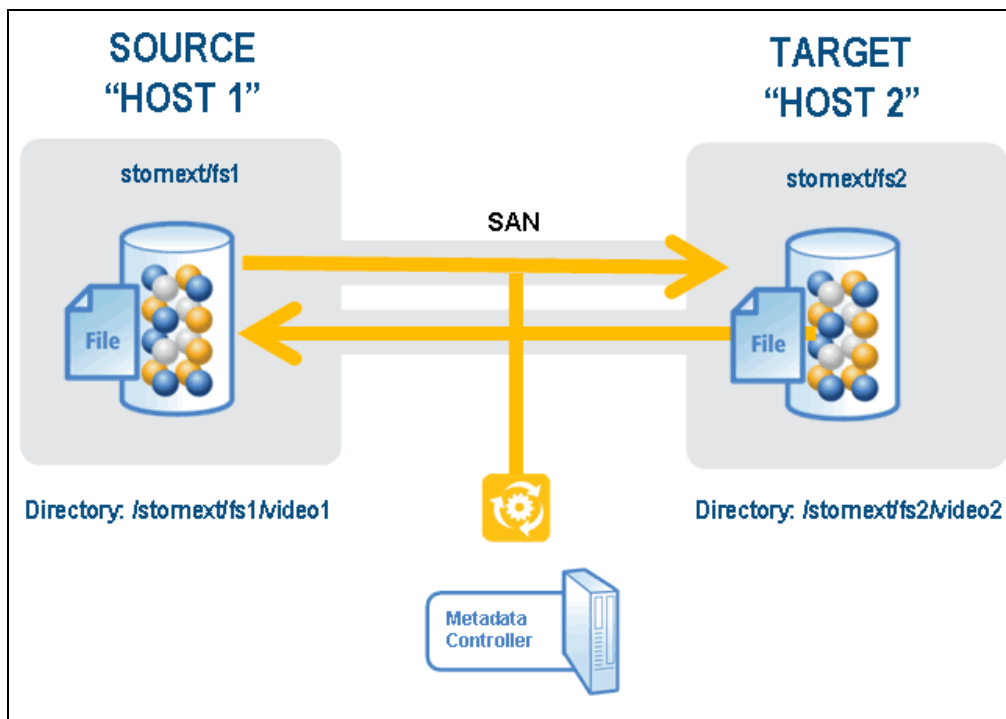 SOURCE
“HOST 1”
TARGET
“HOST 2”
stornext/fs1
stornext/fs2
SAN
File
File
Directory: /stornext/fs1/video1
Directory: /stornext/fs2/video2
Metadata
Controller